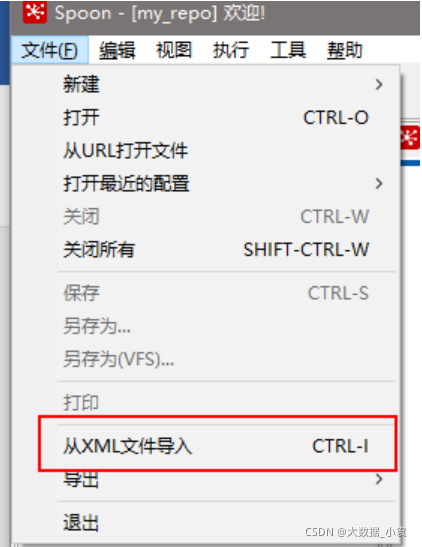 Spoon - [my_repo] 欢迎!
文件(F) 编辑 视图 执行 工具 帮助
新建
打开 CTRL-O
从URL打开文件
打开最近的配置
关闭 CTRL-W
关闭所有 SHIFT-CTRL-W
保存 CTRL-S
另存为...
另存为(VFS)...
打印
从XML文件导入 CTRL-I
导出
退出
CSDN @大数据_小袁